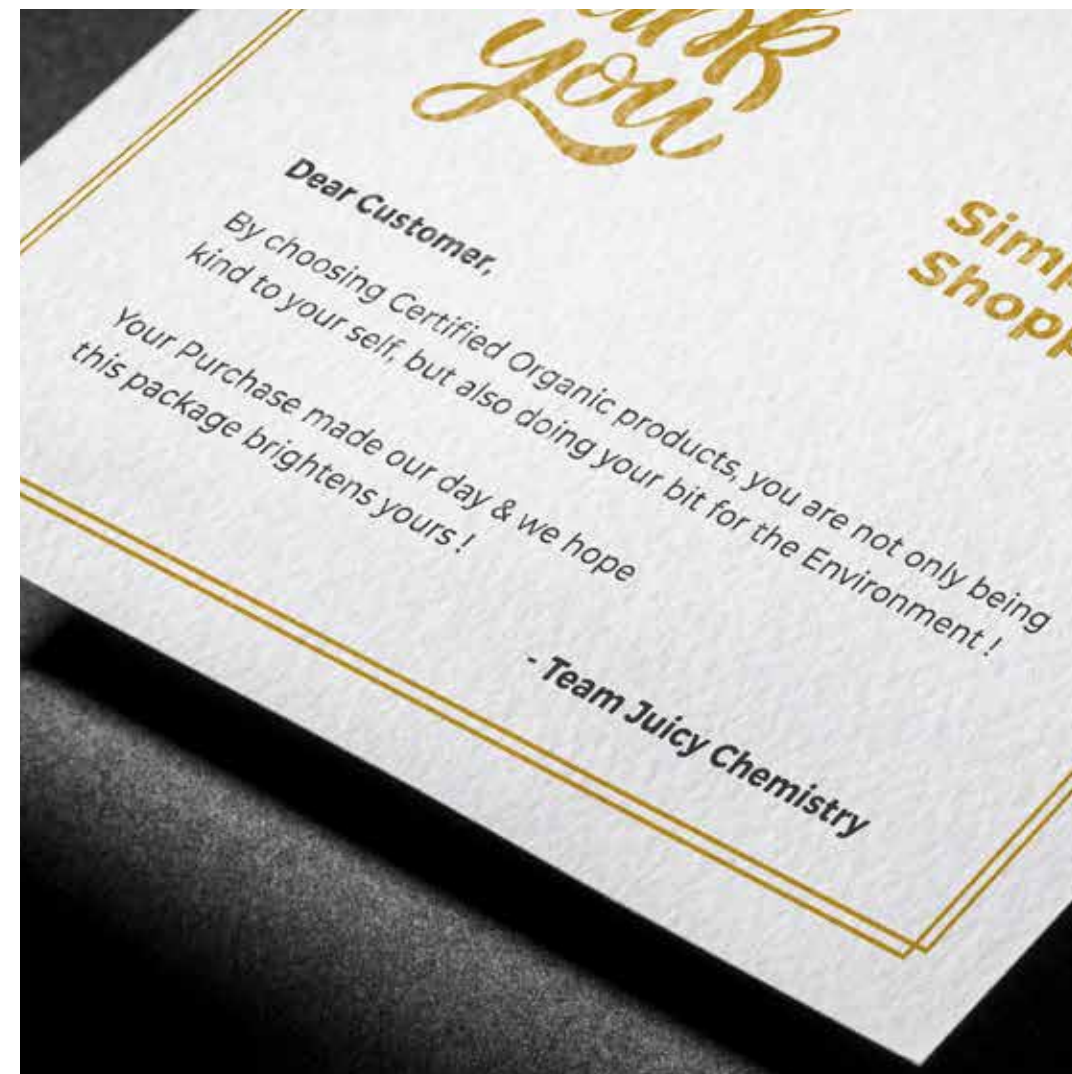 you
Dear Customer,
By choosing Certified Organic products, you are not only being
kind to your self, but also doing your bit for the Environment !
Your Purchase made our day & we hope
this package brightens yours !
- Team Juicy Chemistry